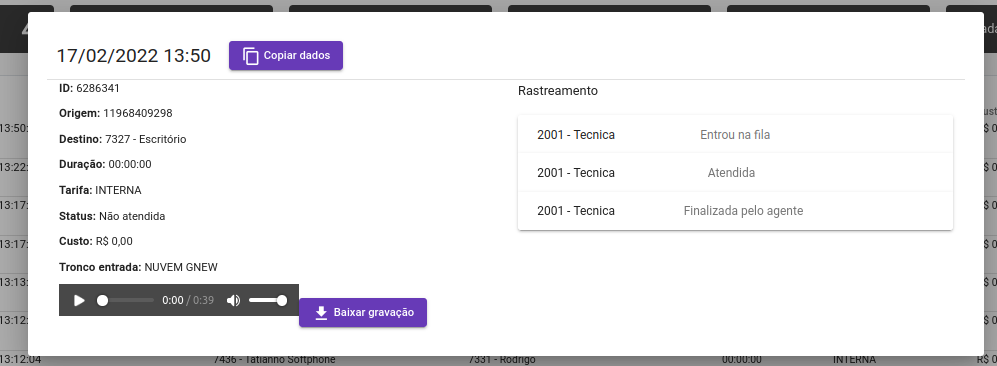 17/02/2022 13:50
Copiar dados
ID: 6286341
Origem: 11968409298
Destino: 7327 - Escritório
Duração: 00:00:00
Tarifa: INTERNA
Status: Não atendida
Custo: R$ 0,00
Tronco entrada: NUVEM GNEW
0:00 / 0:39
Baixar gravação
Rastreamento
2001 - Tecnica Entrou na fila
2001 - Tecnica Atendida
2001 - Tecnica Finalizada pelo agente
13:50:
13:22:
13:17:
13:17:
13:13:
13:12:
13:12:04 7436 - Tatianno Softphone 7331 - Rodrigo 00:00:00 INTERNA R$ 0